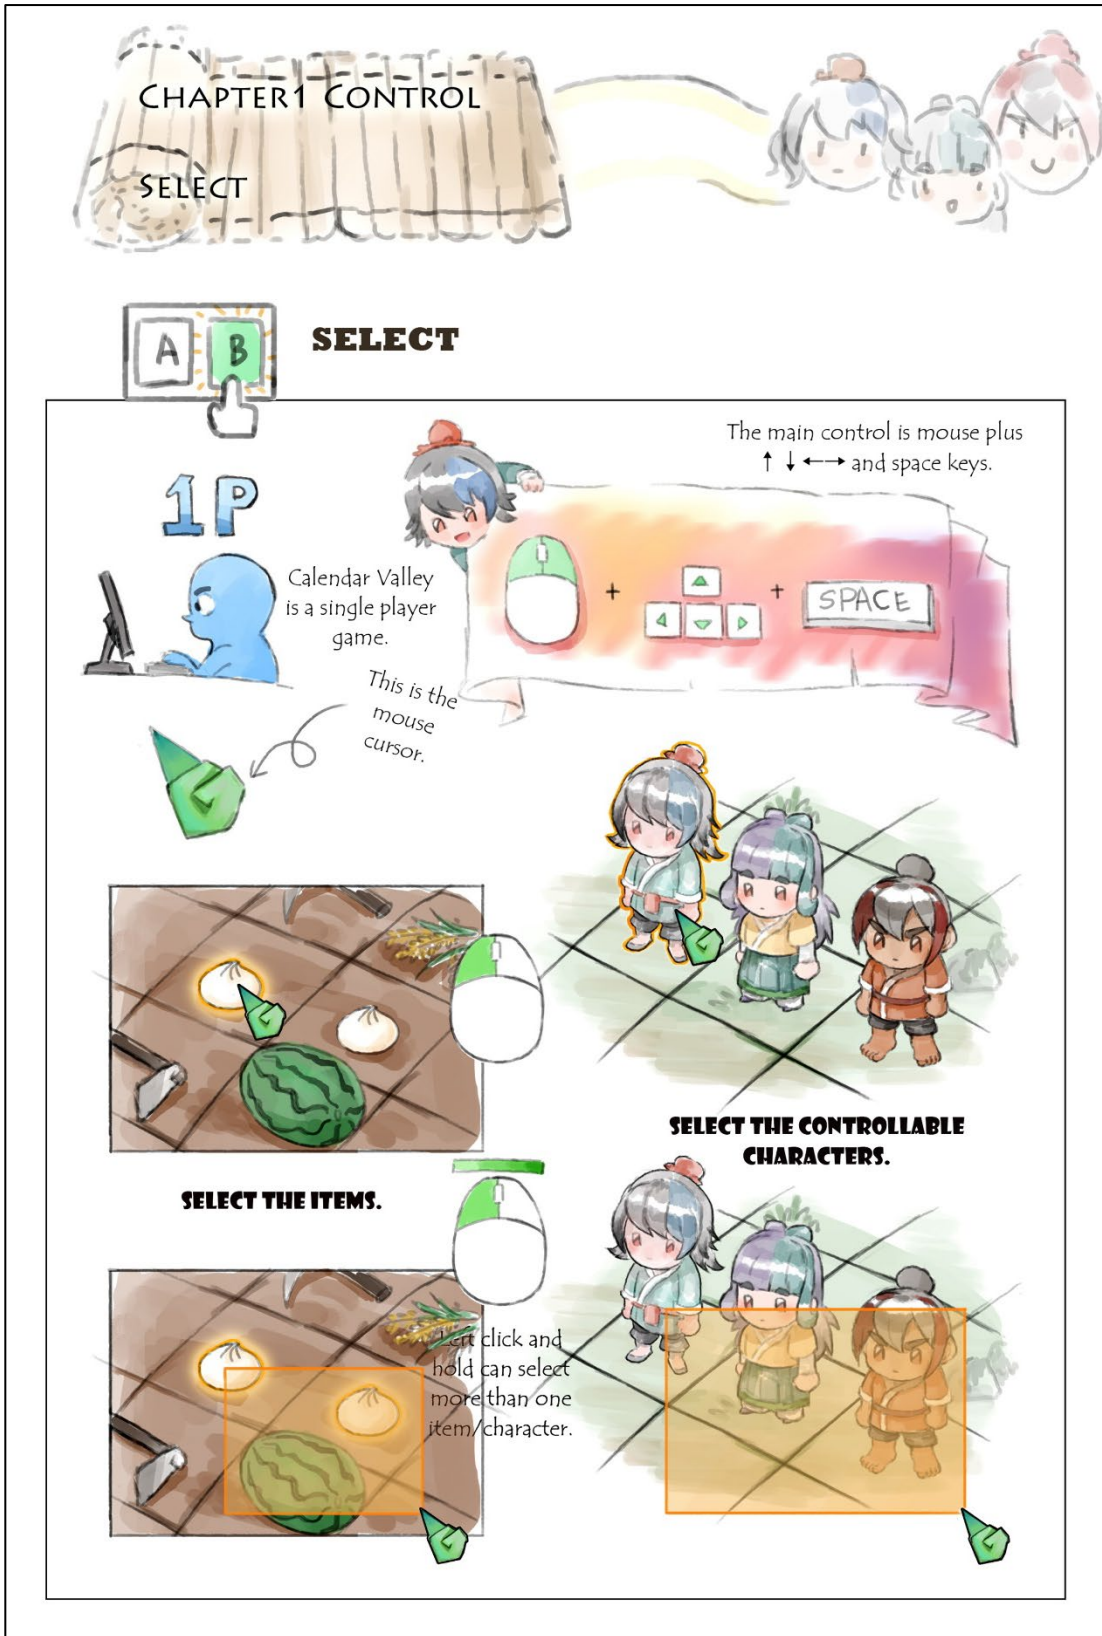 CHAPTER1 CONTROL
SELECT
A B
SELECT
The main control is mouse plus
↑ ↓ ←→ and space keys.
1P
Calendar Valley
is a single player
game.
+ + SPACE
This is the
mouse
cursor.
SELECT THE CONTROLLABLE
CHARACTERS.
SELECT THE ITEMS.
Left click and
hold can select
more than one
item/character.